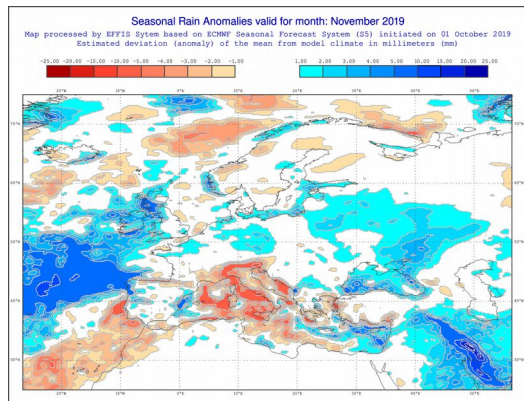 Seasonal Rain Anomalies valid for month: November 2019
Map processed by EFFIS Sytem based on ECMWF Seasonal Forecast System (S5) initiated on 01 October 2019
Estimated deviation (anomaly) of the mean from model climate in millimeters (mm)
-25.00 -20.00 -15.00 -10.00 -5.00 -4.00 -3.00 -2.00 -1.00
1.00 2.00 3.00 4.00 5.00 10.00 15.00 20.00 25.00